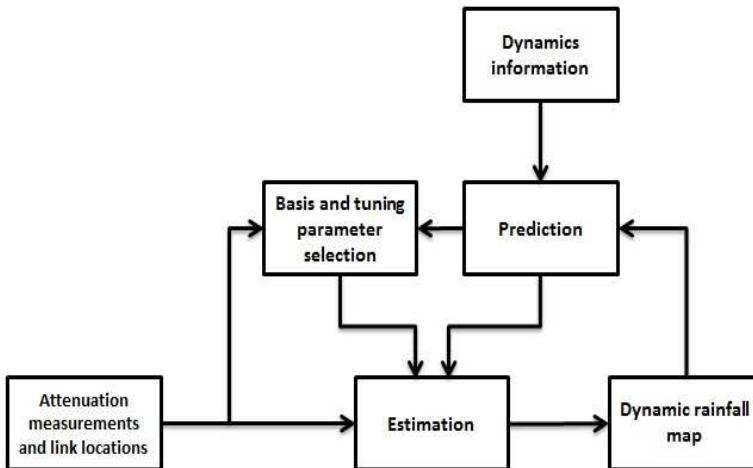 Dynamics
information
Basis and tuning
parameter
selection
Prediction
Attenuation
measurements
and link locations
Estimation
Dynamic rainfall
map